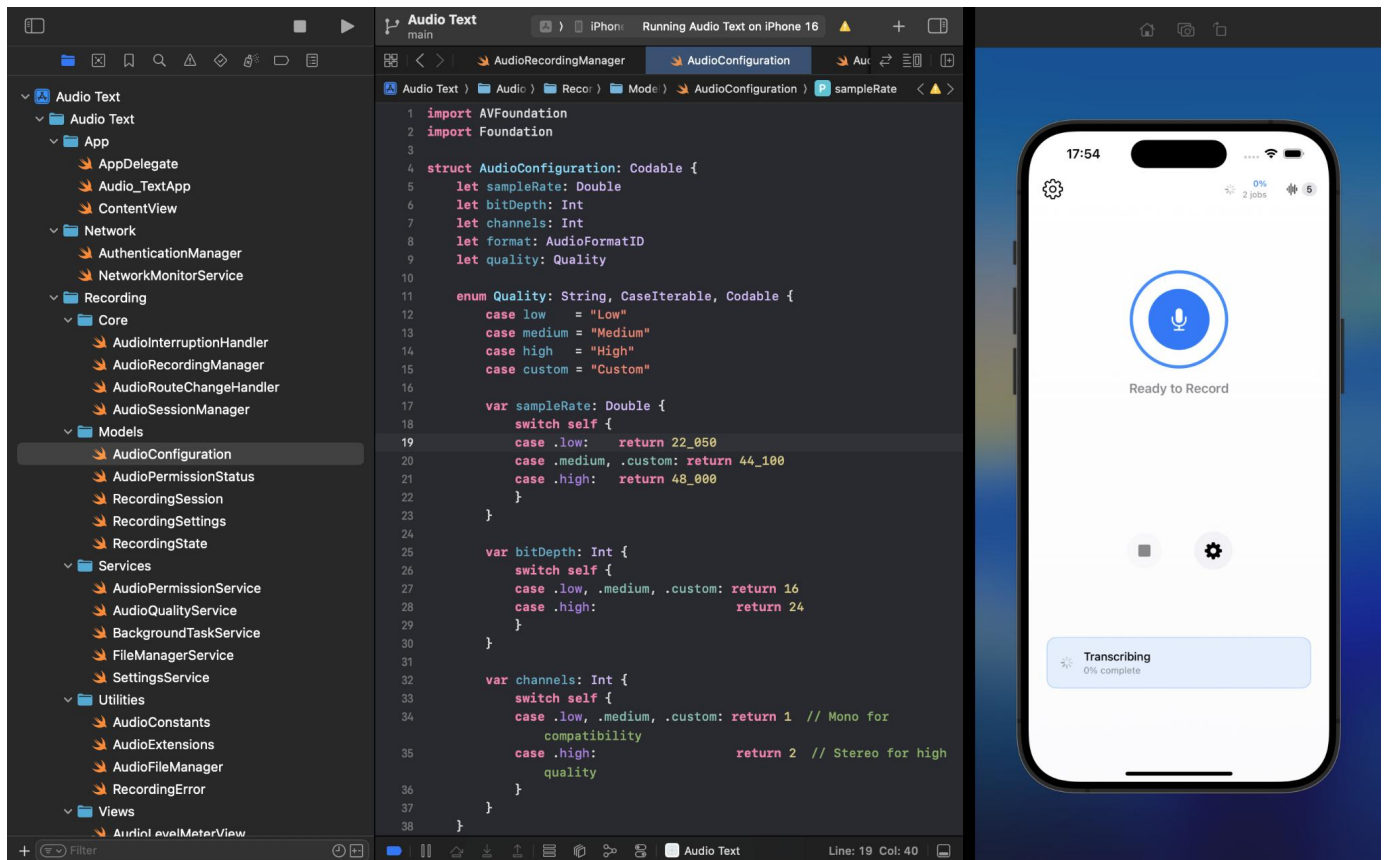 Audio Text
main
iPhone
Running Audio Text on iPhone 16
AudioRecordingManager
AudioConfiguration
Audio Text
Audio
Recor
Mode
AudioConfiguration
P
sampleRate
Audio Text
Audio Text
App
AppDelegate
Audio_TextApp
ContentView
Network
AuthenticationManager
NetworkMonitorService
Recording
Core
AudioInterruptionHandler
AudioRecordingManager
AudioRouteChangeHandler
AudioSessionManager
Models
AudioConfiguration
AudioPermissionStatus
RecordingSession
RecordingSettings
RecordingState
Services
AudioPermissionService
AudioQualityService
BackgroundTaskService
FileManagerService
SettingsService
Utilities
AudioConstants
AudioExtensions
AudioFileManager
RecordingError
Views
AudioLevelMeterView
Filter
1 import AVFoundation
2 import Foundation
3
4 struct AudioConfiguration: Codable {
5     let sampleRate: Double
6     let bitDepth: Int
7     let channels: Int
8     let format: AudioFormatID
9     let quality: Quality
10
11     enum Quality: String, CaseIterable, Codable {
12         case low    = "Low"
13         case medium = "Medium"
14         case high   = "High"
15         case custom = "Custom"
16
17         var sampleRate: Double {
18             switch self {
19             case .low:    return 22_050
20             case .medium, .custom: return 44_100
21             case .high:   return 48_000
22             }
23         }
24
25         var bitDepth: Int {
26             switch self {
27             case .low, .medium, .custom: return 16
28             case .high:                  return 24
29             }
30         }
31
32         var channels: Int {
33             switch self {
34             case .low, .medium, .custom: return 1  // Mono for
compatibility
35             case .high:                  return 2  // Stereo for high
quality
36             }
37         }
38     }
Audio Text
Line: 19 Col: 40
17:54
0%
2 jobs
5
Ready to Record
Transcribing
0% complete